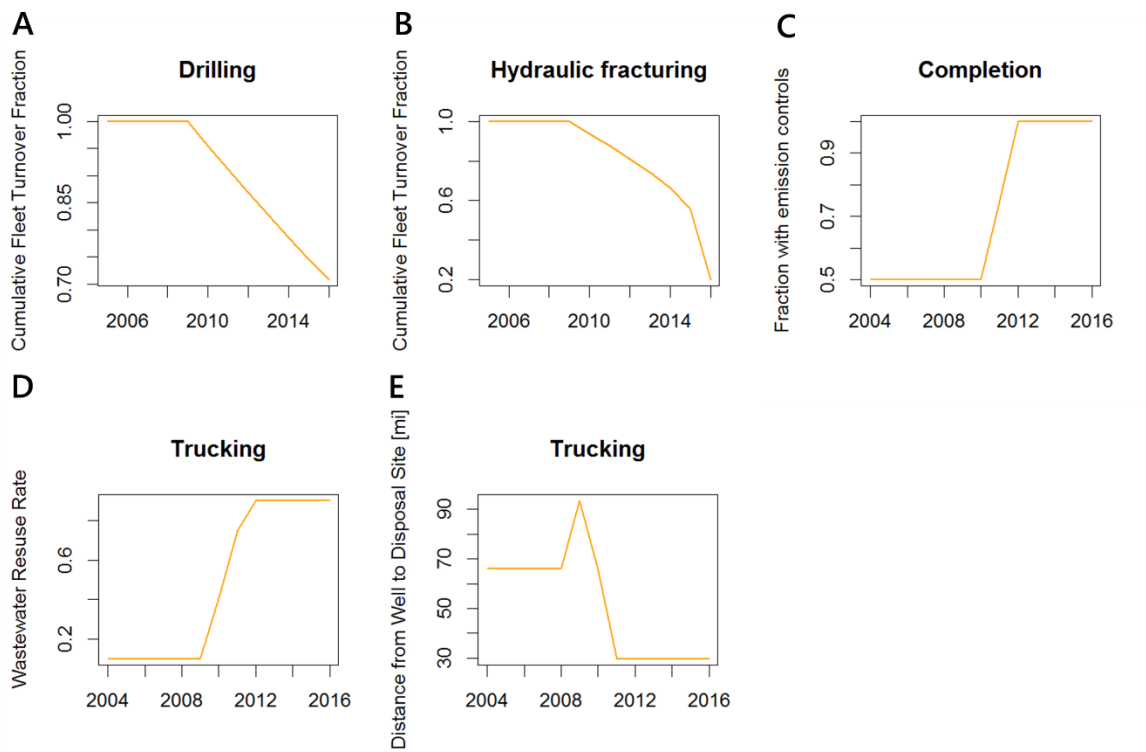 A
Drilling
Cumulative Fleet Turnover Fraction
1.00
0.85
0.70
2006 2010 2014
B
Hydraulic fracturing
Cumulative Fleet Turnover Fraction
1.0
0.6
0.2
2006 2010 2014
C
Completion
Fraction with emission controls
0.9
0.7
0.5
2004 2008 2012 2016
D
Trucking
Wastewater Resuse Rate
0.6
0.2
2004 2008 2012 2016
E
Trucking
Distance from Well to Disposal Site [mi]
90
70
50
30
2004 2008 2012 2016